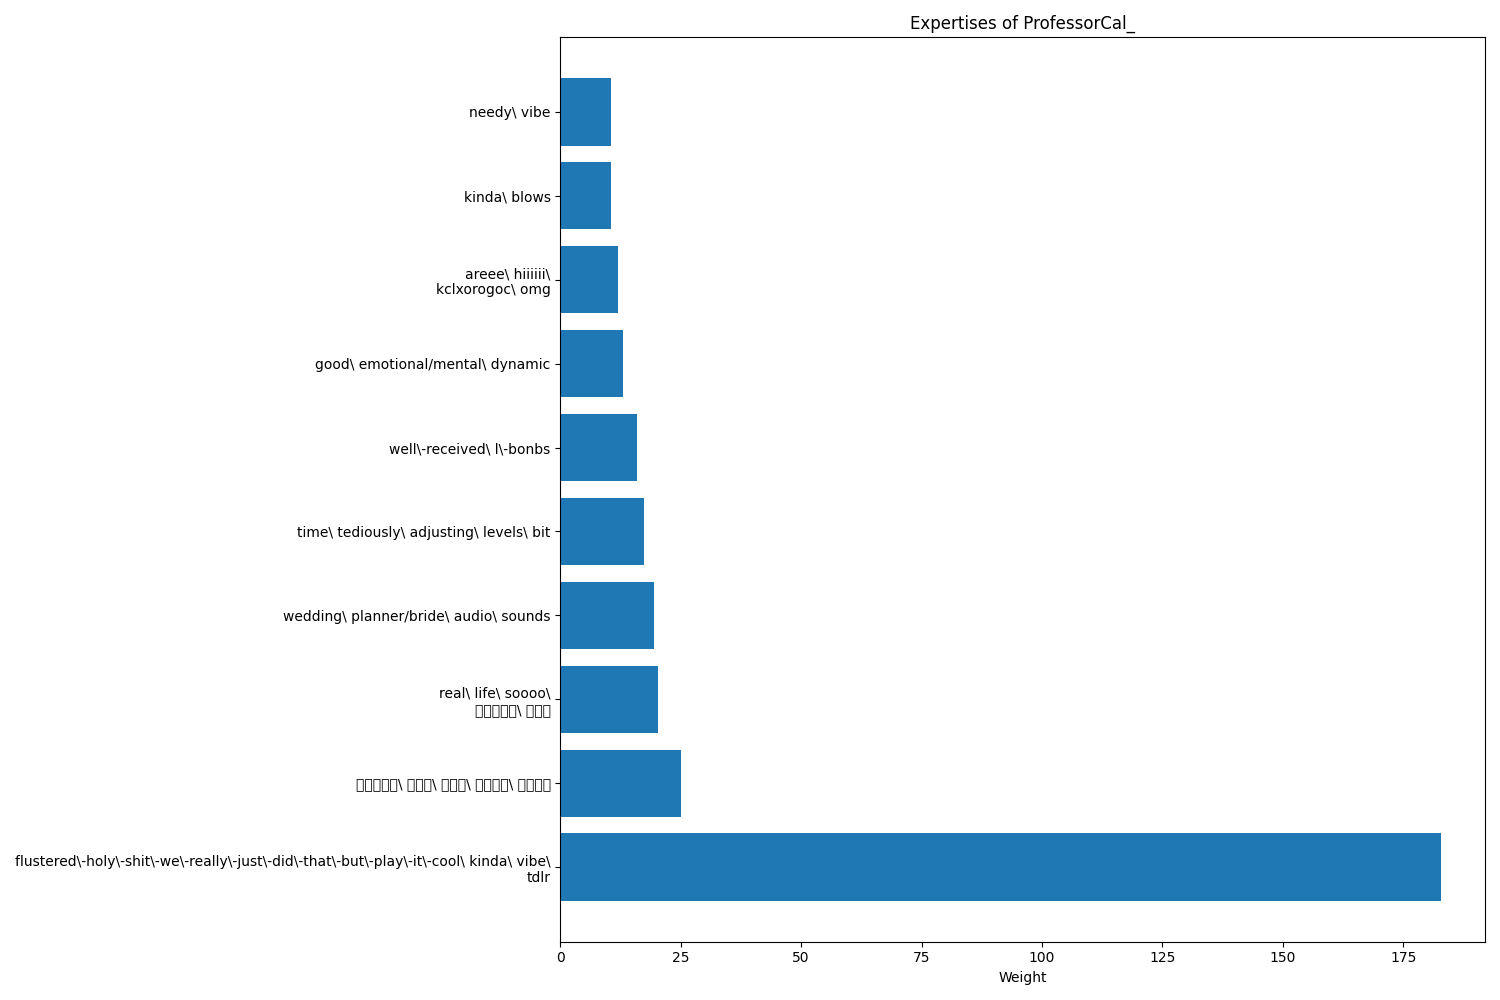 Expertises of ProfessorCal_
needy\ vibe
kinda\ blows
areee\ hiiiiii\
kclxorogoc\ omg
good\ emotional/mental\ dynamic
well\-received\ l\-bonbs
time\ tediously\ adjusting\ levels\ bit
wedding\ planner/bride\ audio\ sounds
real\ life\ soooo\
flustered\-holy\-shit\-we\-really\-just\-did\-that\-but\-play\-it\-cool\ kinda\ vibe\
tdlr
0 25 50 75 100 125 150 175
Weight